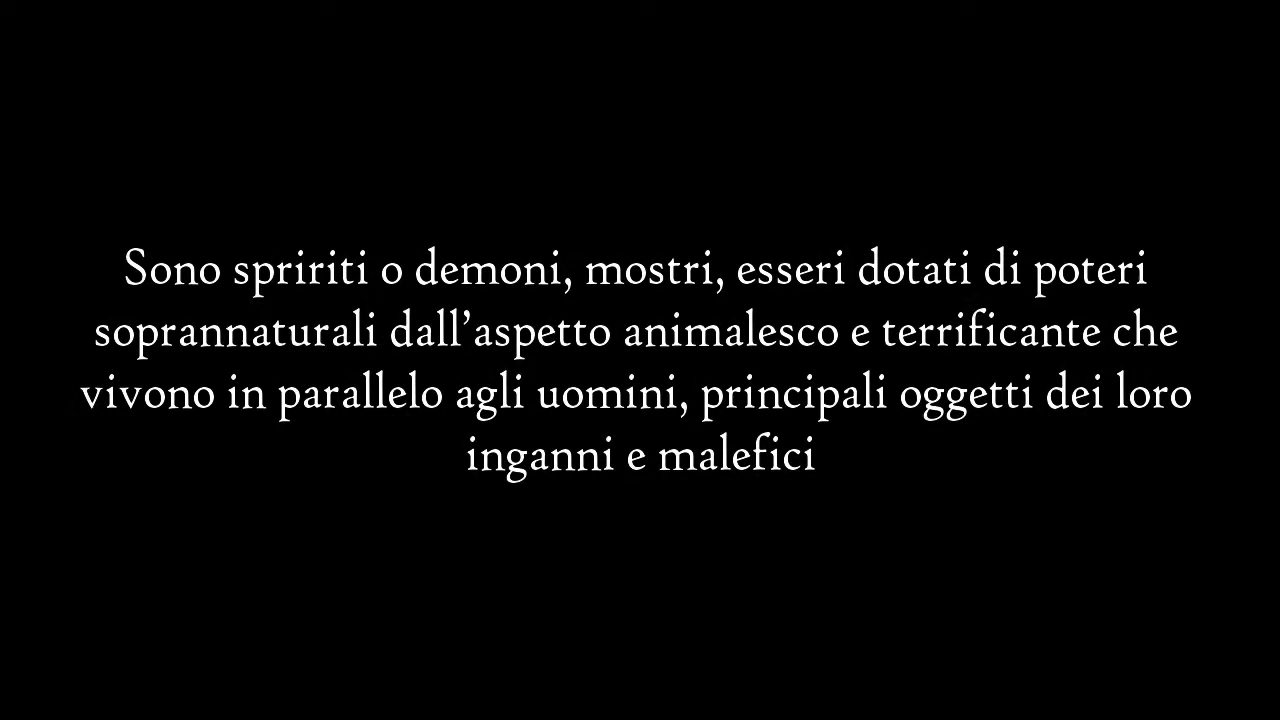 Sono spririti o demoni, mostri, esseri dotati di poteri
soprannaturali dall’aspetto animalesco e terrificante che
vivono in parallelo agli uomini, principali oggetti dei loro
inganni e malefici